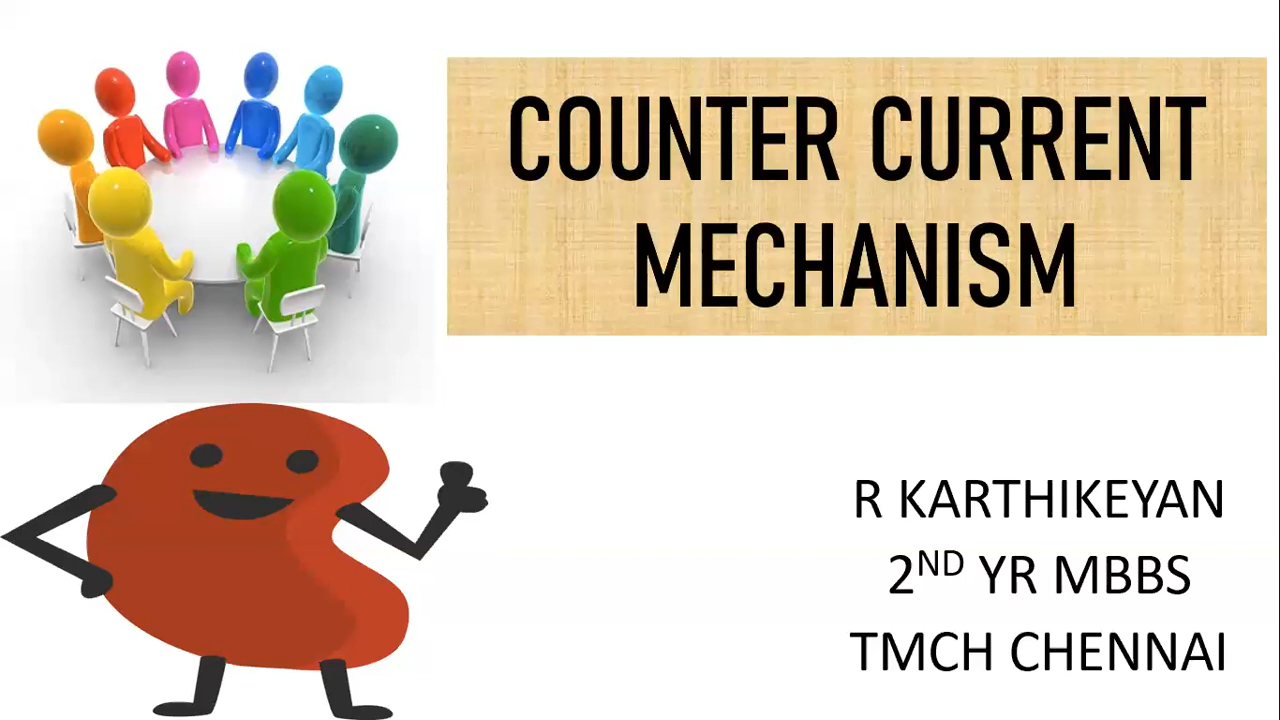 COUNTER CURRENT
MECHANISM
R KARTHIKEYAN
2ND YR MBBS
TMCH CHENNAI